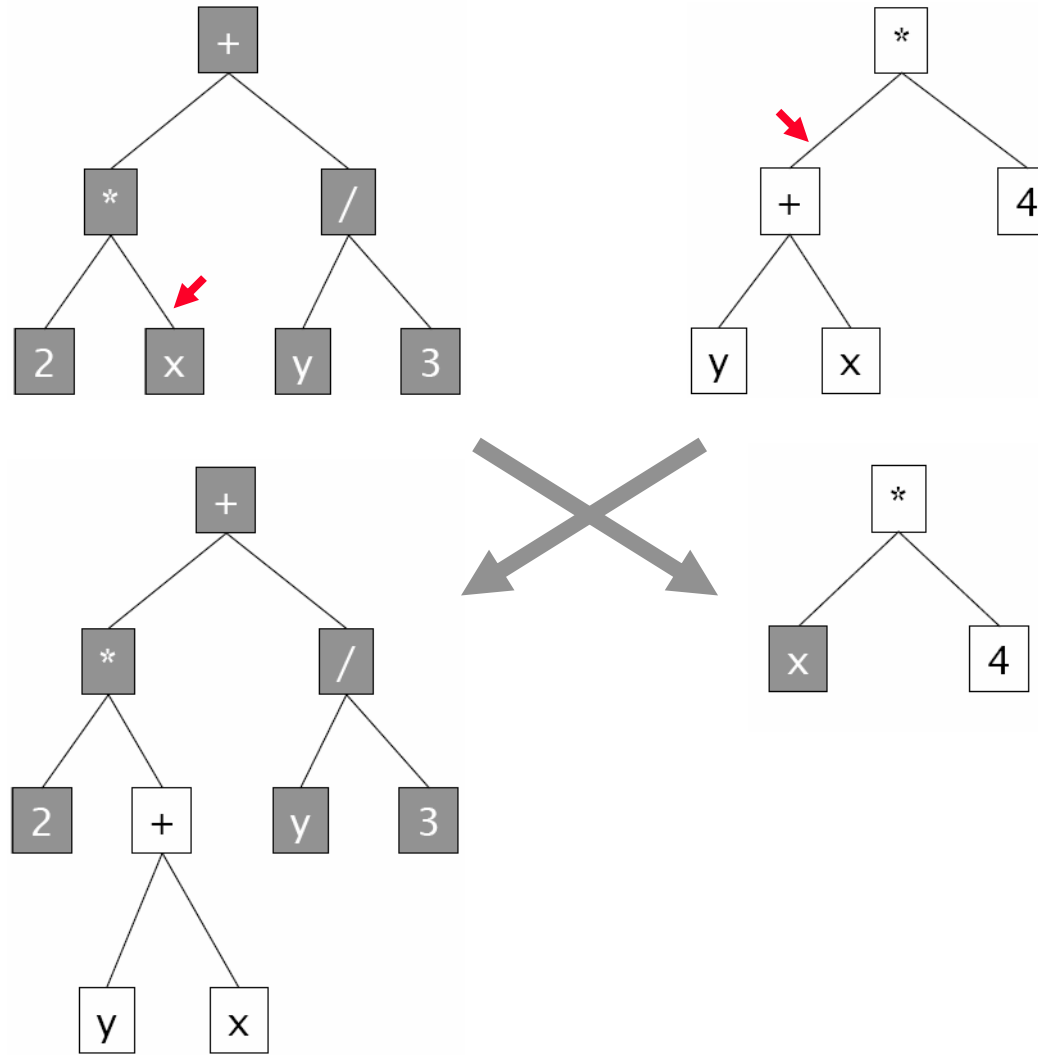 + *
* / + 4
2 x y 3 y x
+ *
* / x 4
2 + y 3
y x